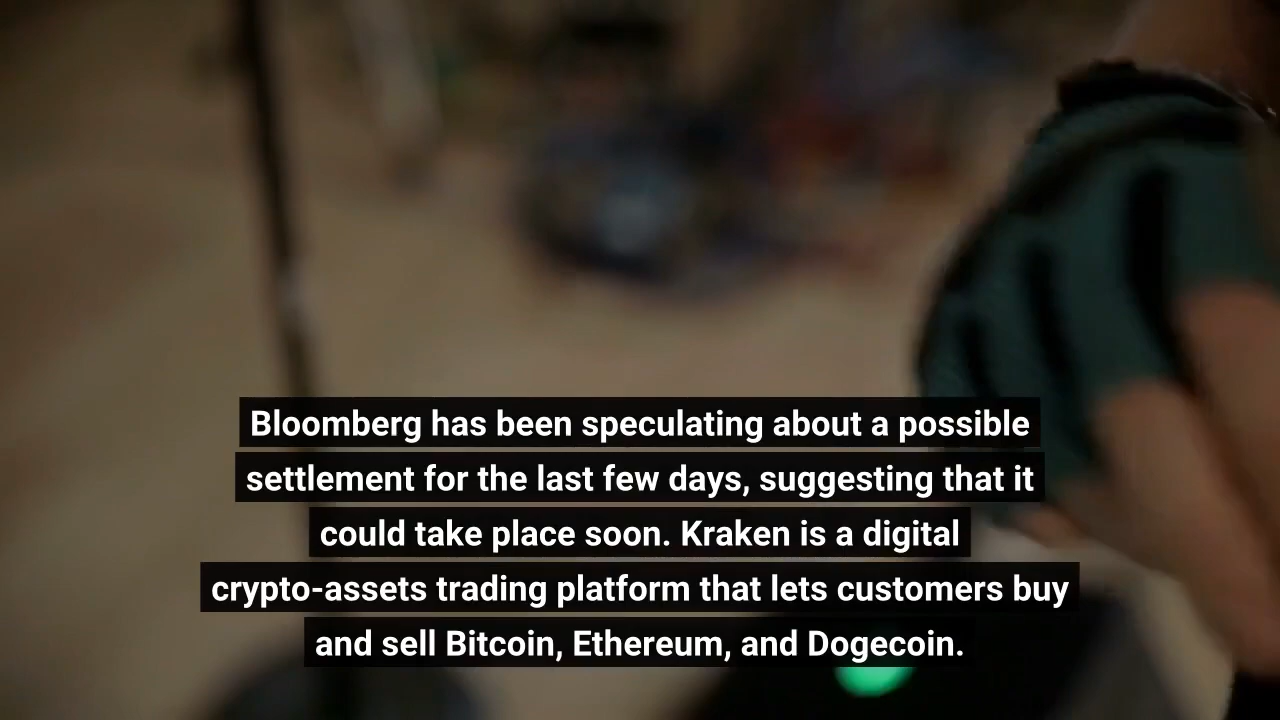 Bloomberg has been speculating about a possible
settlement for the last few days, suggesting that it
could take place soon. Kraken is a digital
crypto-assets trading platform that lets customers buy
and sell Bitcoin, Ethereum, and Dogecoin.